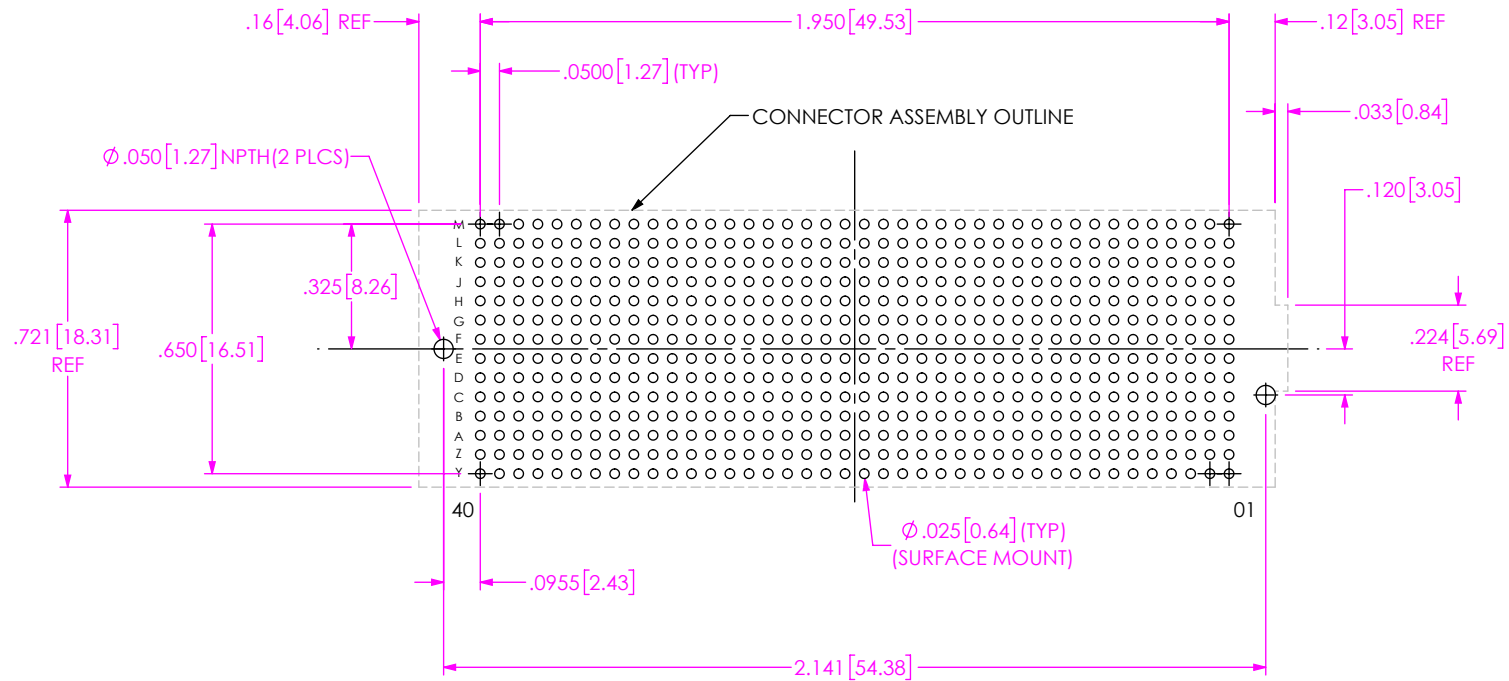 .16[4.06] REF
1.950[49.53]
.12[3.05] REF
.0500[1.27](TYP)
CONNECTOR ASSEMBLY OUTLINE
.033[0.84]
Ø.050[1.27]NPTH(2 PLCS)
.120[3.05]
M
L
K
J
H
G
F
E
D
C
B
A
Z
Y
.325[8.26]
.721[18.31]
REF
.650[16.51]
.224[5.69]
REF
40
01
Ø.025[0.64](TYP)
(SURFACE MOUNT)
.0955[2.43]
2.141[54.38]